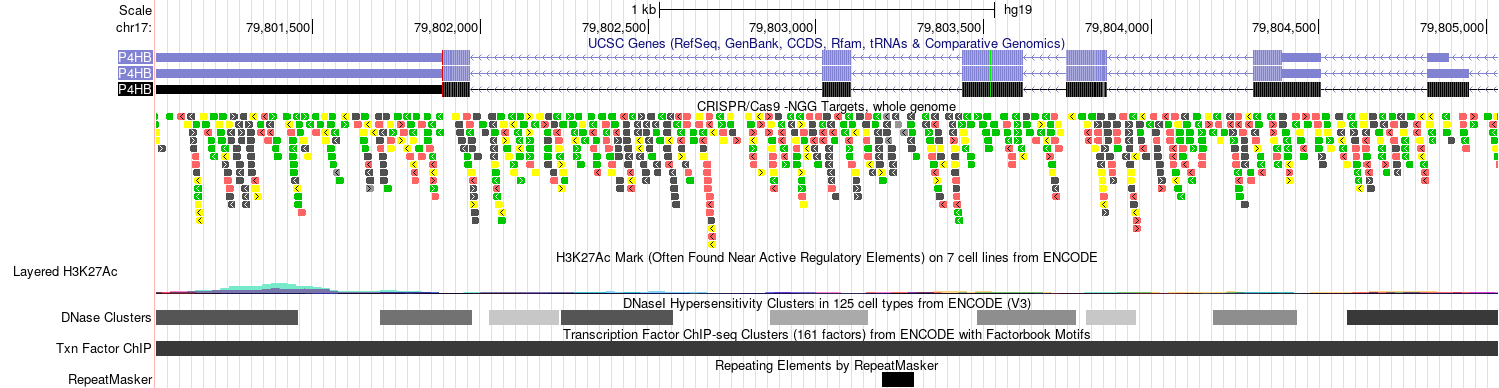 Scale 1 kb hg19
chr17: 79,801,500 79,802,000 79,802,500 79,803,000 79,803,500 79,804,000 79,804,500 79,805,000
UCSC Genes (RefSeq, GenBank, CCDS, Rfam, tRNAs & Comparative Genomics)
P4HB
P4HB
P4HB
CRISPR/Cas9 -NGG Targets, whole genome
H3K27Ac Mark (Often Found Near Active Regulatory Elements) on 7 cell lines from ENCODE
Layered H3K27Ac
DNaseI Hypersensitivity Clusters in 125 cell types from ENCODE (V3)
DNase Clusters
Transcription Factor ChIP-seq Clusters (161 factors) from ENCODE with Factorbook Motifs
Txn Factor ChIP
Repeating Elements by RepeatMasker
RepeatMasker